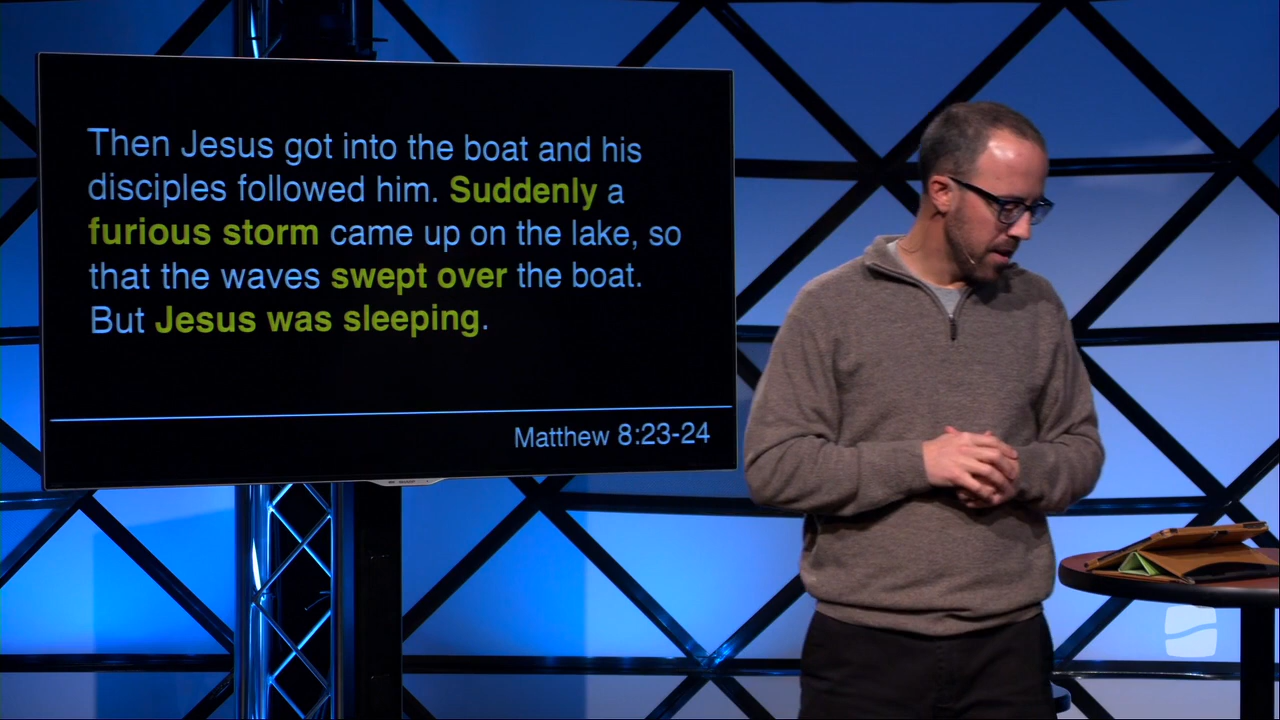 Then Jesus got into the boat and his
disciples followed him. Suddenly a
furious storm came up on the lake, so
that the waves swept over the boat.
But Jesus was sleeping.
Matthew 8:23-24